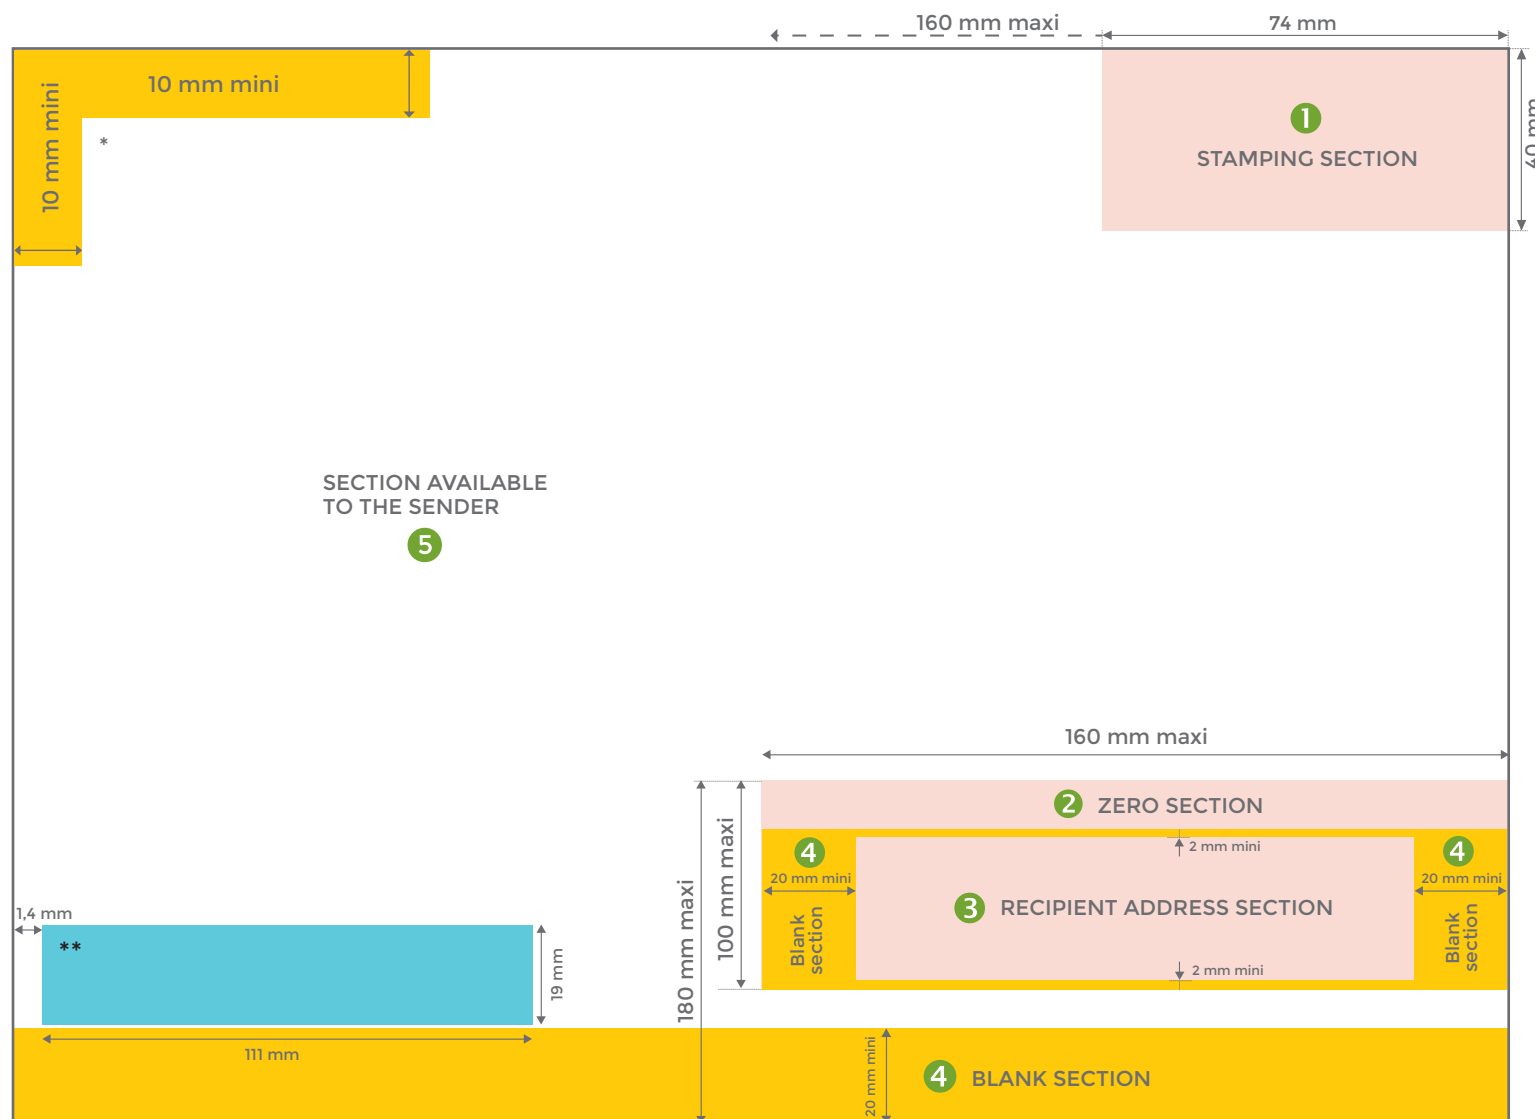 160 mm maxi
74 mm
10 mm mini
10 mm mini
*
1
STAMPING SECTION
40 mm
SECTION AVAILABLE
TO THE SENDER
5
160 mm maxi
2 ZERO SECTION
180 mm maxi
100 mm maxi
4
20 mm mini
Blank
section
2 mm mini
3 RECIPIENT ADDRESS SECTION
2 mm mini
4
20 mm mini
Blank
section
1,4 mm
**
19 mm
111 mm
20 mm mini
4 BLANK SECTION